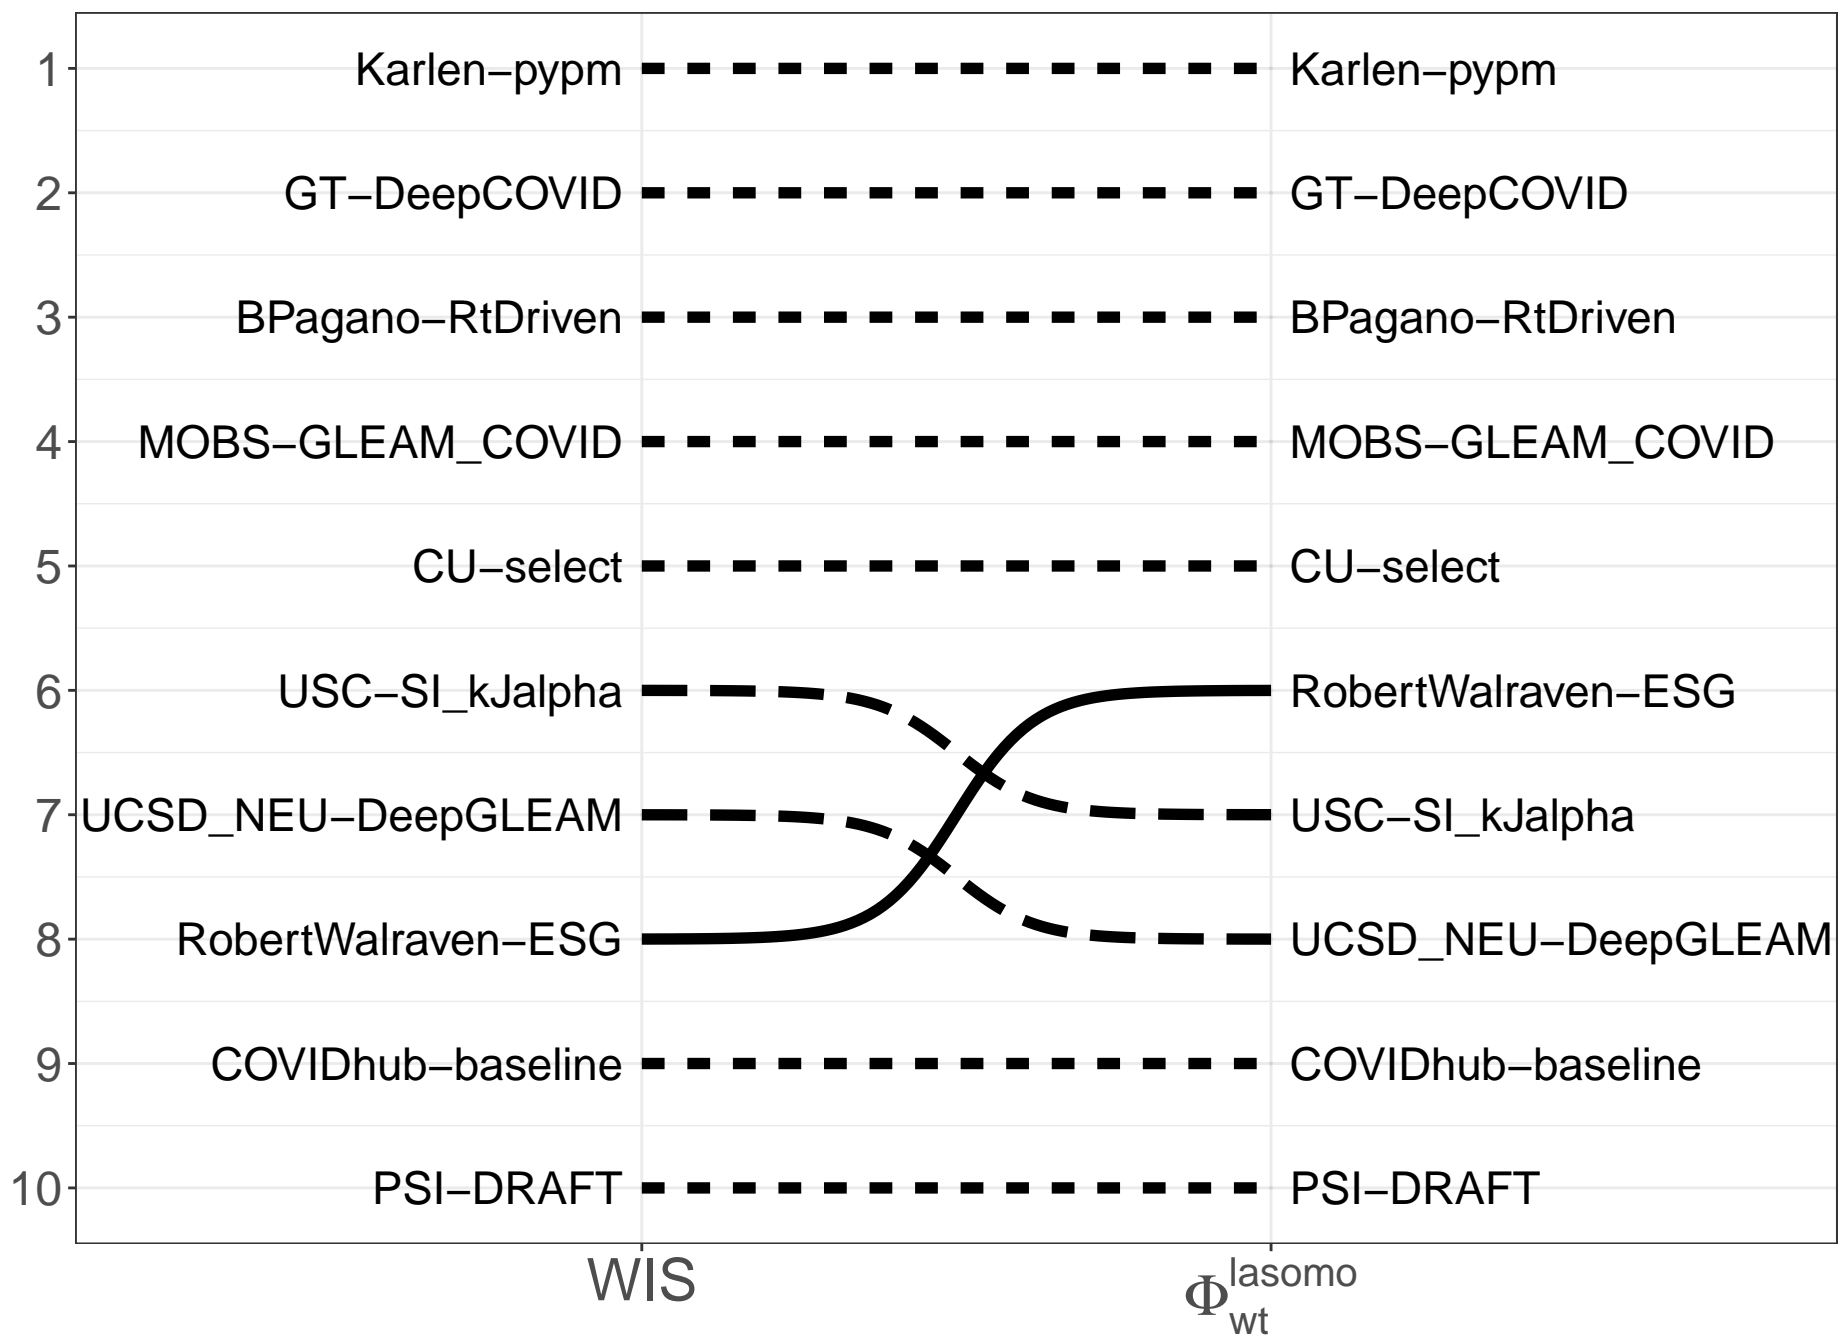 1 Karlen−pypm Karlen−pypm
2 GT−DeepCOVID GT−DeepCOVID
3 BPagano−RtDriven BPagano−RtDriven
4 MOBS−GLEAM_COVID MOBS−GLEAM_COVID
5 CU−select CU−select
6 USC−SI_kJalpha RobertWalraven−ESG
7 UCSD_NEU−DeepGLEAM USC−SI_kJalpha
8 RobertWalraven−ESG UCSD_NEU−DeepGLEAM
9 COVIDhub−baseline COVIDhub−baseline
10 PSI−DRAFT PSI−DRAFT
WIS Φ lasomo wt